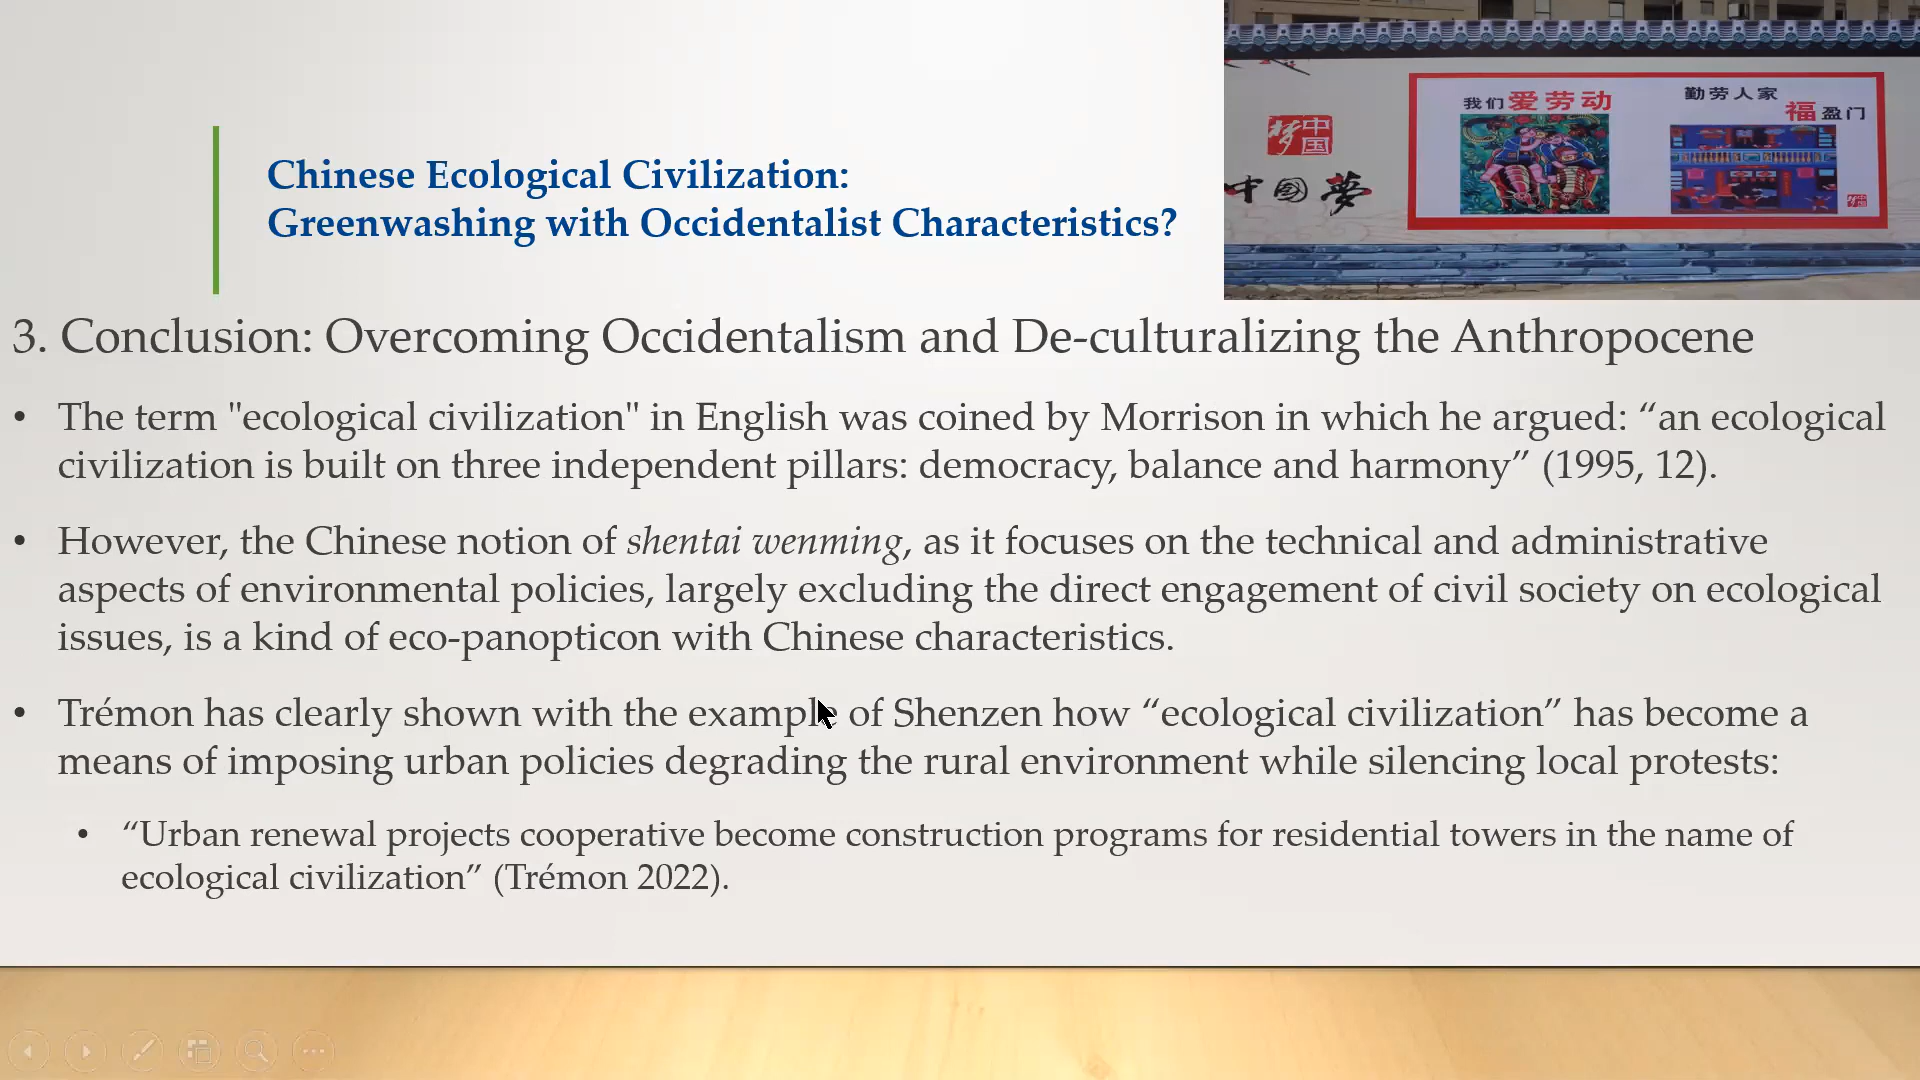 Chinese Ecological Civilization:
Greenwashing with Occidentalist Characteristics?
我们爱劳动
勤劳人家
福盈门
中国
梦
中國夢
3. Conclusion: Overcoming Occidentalism and De-culturalizing the Anthropocene
• The term "ecological civilization" in English was coined by Morrison in which he argued: “an ecological
civilization is built on three independent pillars: democracy, balance and harmony” (1995, 12).
• However, the Chinese notion of shentai wenming, as it focuses on the technical and administrative
aspects of environmental policies, largely excluding the direct engagement of civil society on ecological
issues, is a kind of eco-panopticon with Chinese characteristics.
• Trémon has clearly shown with the example of Shenzen how “ecological civilization” has become a
means of imposing urban policies degrading the rural environment while silencing local protests:
• “Urban renewal projects cooperative become construction programs for residential towers in the name of
ecological civilization” (Trémon 2022).